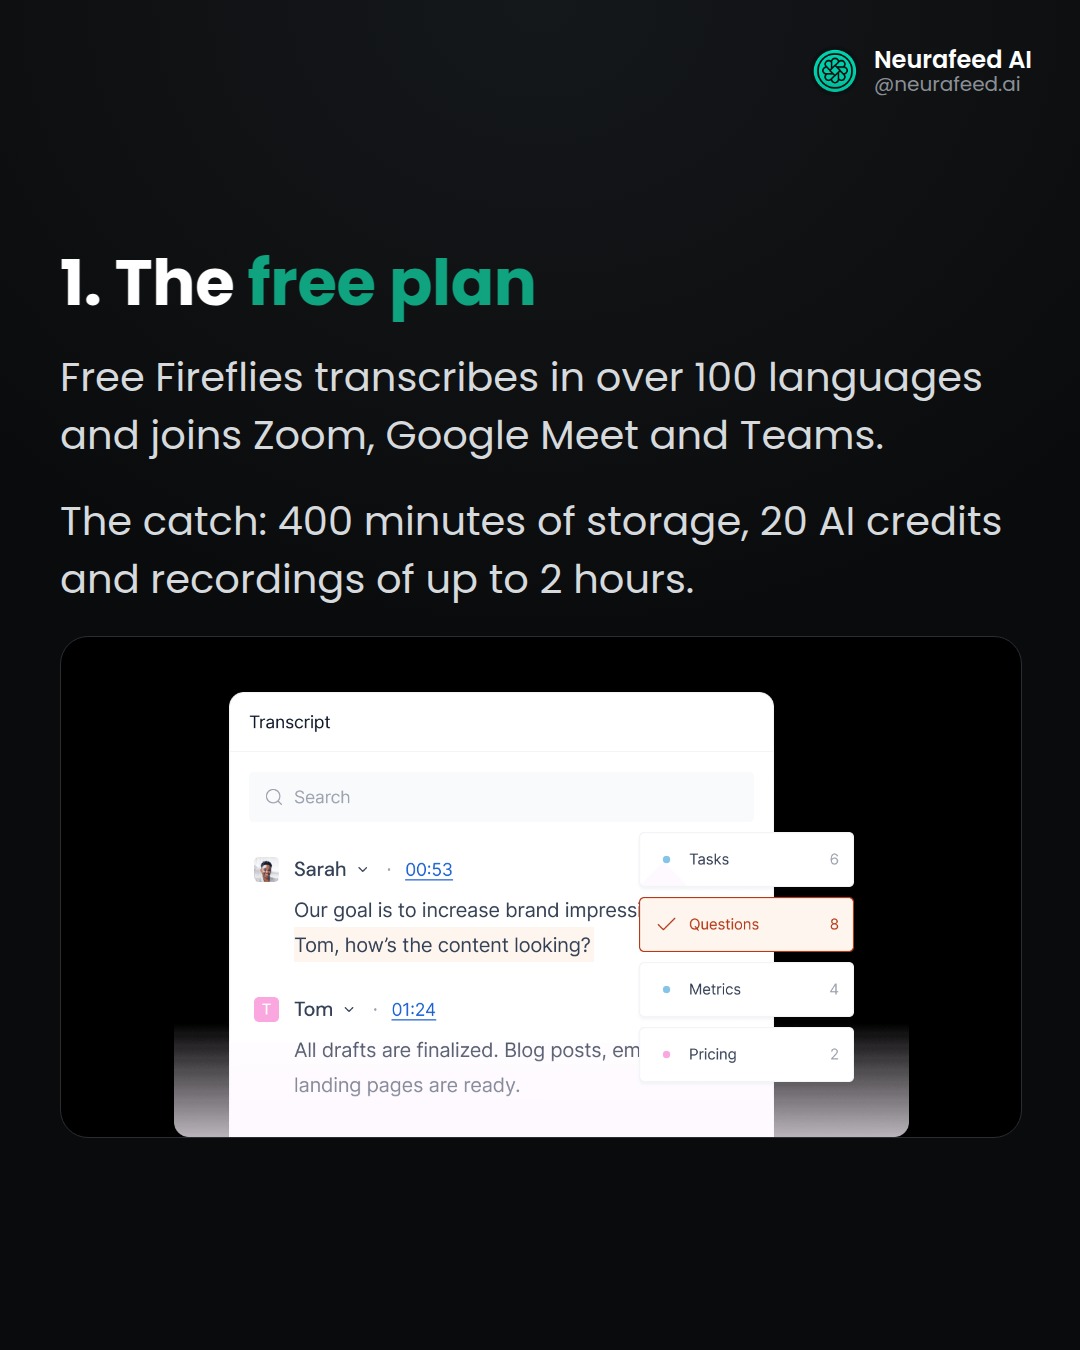 Neurafeed AI
@neurafeed.ai
1. The free plan
Free Fireflies transcribes in over 100 languages
and joins Zoom, Google Meet and Teams.
The catch: 400 minutes of storage, 20 AI credits
and recordings of up to 2 hours.
Transcript
Search
Sarah · 00:53
Our goal is to increase brand impressi
Tom, how's the content looking?
T Tom · 01:24
All drafts are finalized. Blog posts, em
landing pages are ready.
Tasks 6
Questions 8
Metrics 4
Pricing 2